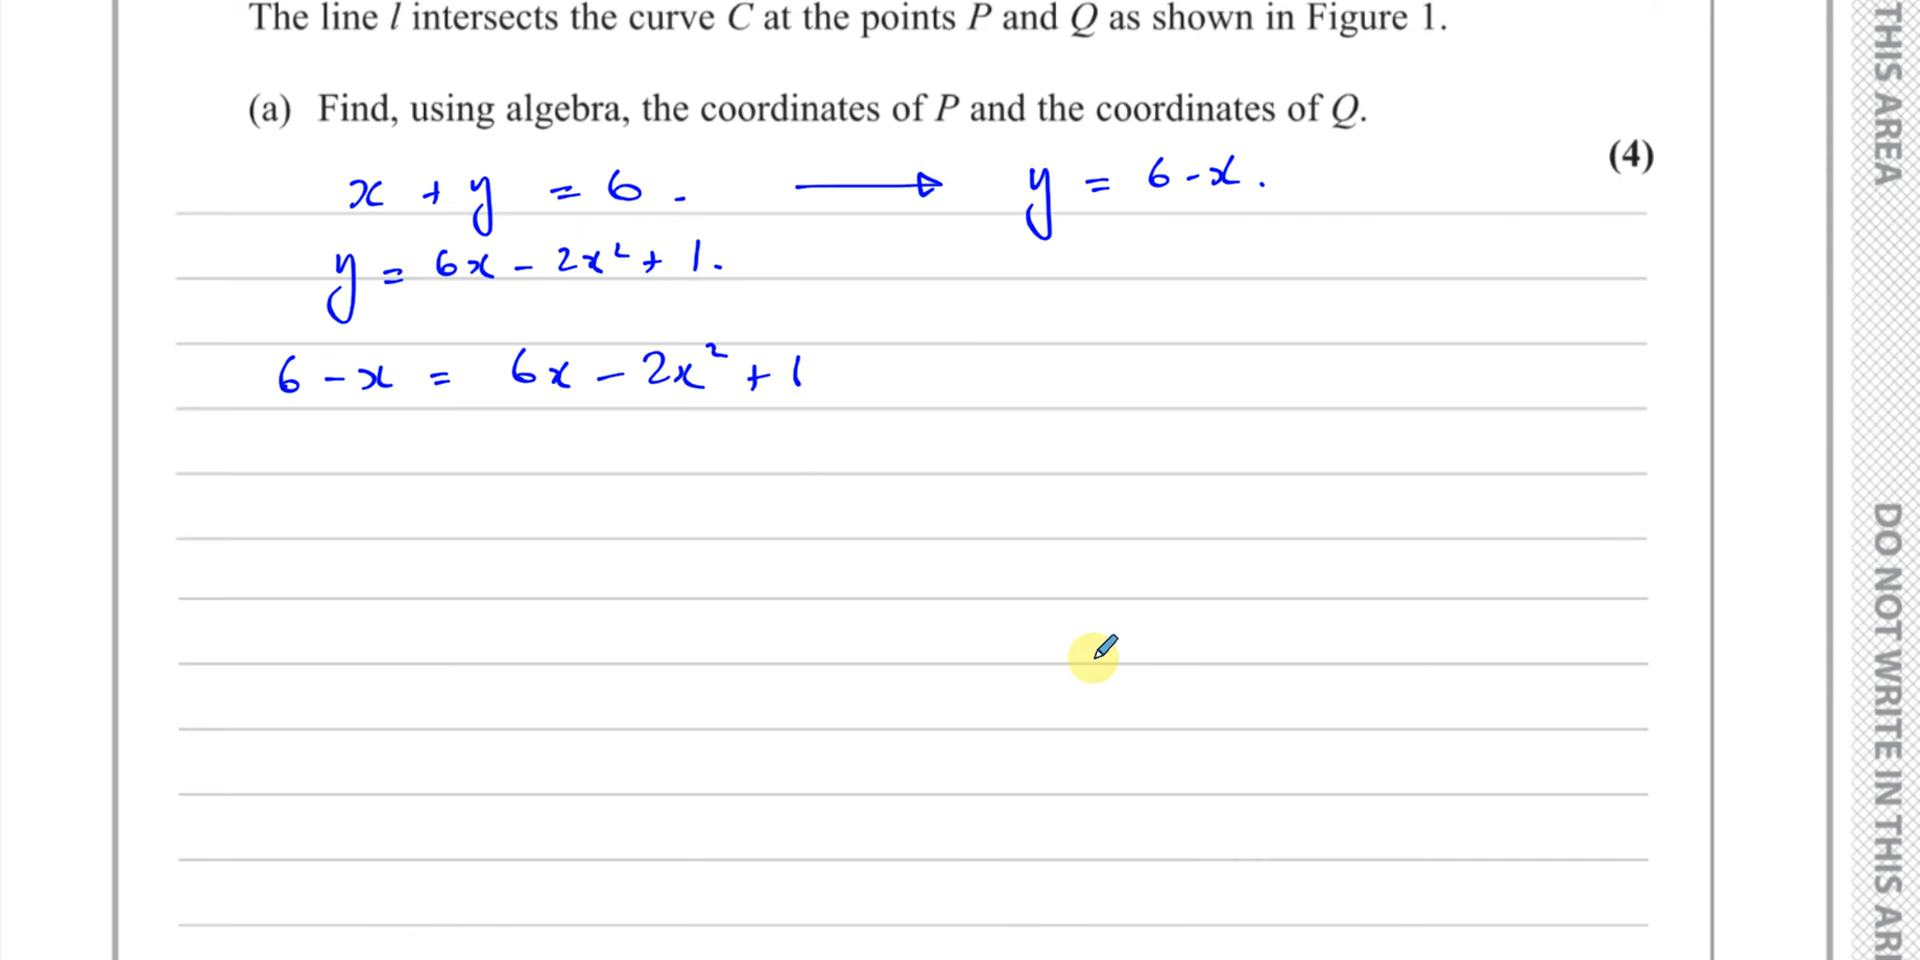 The line l intersects the curve C at the points P and Q as shown in Figure 1.
(a) Find, using algebra, the coordinates of P and the coordinates of Q.
(4)
x + y = 6 . → y = 6 - x .
y = 6x - 2x² + 1.
6 - x = 6x - 2x² + 1
THIS AREA
DO NOT WRITE IN THIS AR